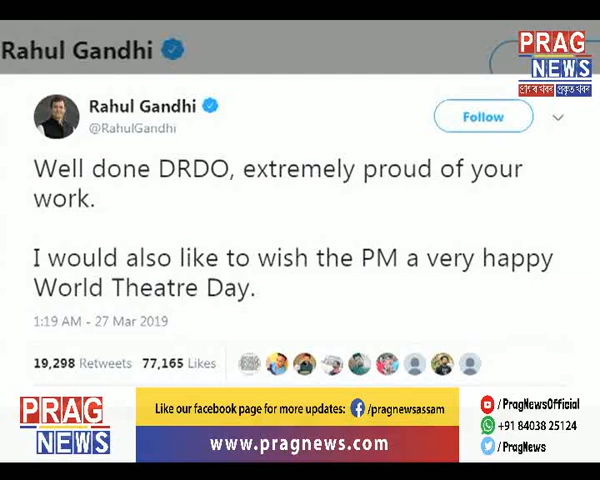 Rahul Gandhi
PRAG
NEWS
Rahul Gandhi
@RahulGandhi
Follow
Well done DRDO, extremely proud of your
work.
I would also like to wish the PM a very happy
World Theatre Day.
1:19 AM - 27 Mar 2019
19,298 Retweets 77,165 Likes
PRAG
NEWS
Like our facebook page for more updates: /pragnewsassam
www.pragnews.com
/PragNewsOfficial
+91 84038 25124
/PragNews